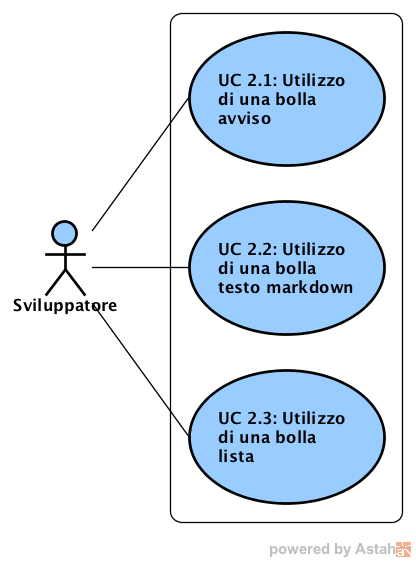 UC 2.1: Utilizzo
di una bolla
avviso
UC 2.2: Utilizzo
di una bolla
testo markdown
Sviluppatore
UC 2.3: Utilizzo
di una bolla
lista
powered by Astah